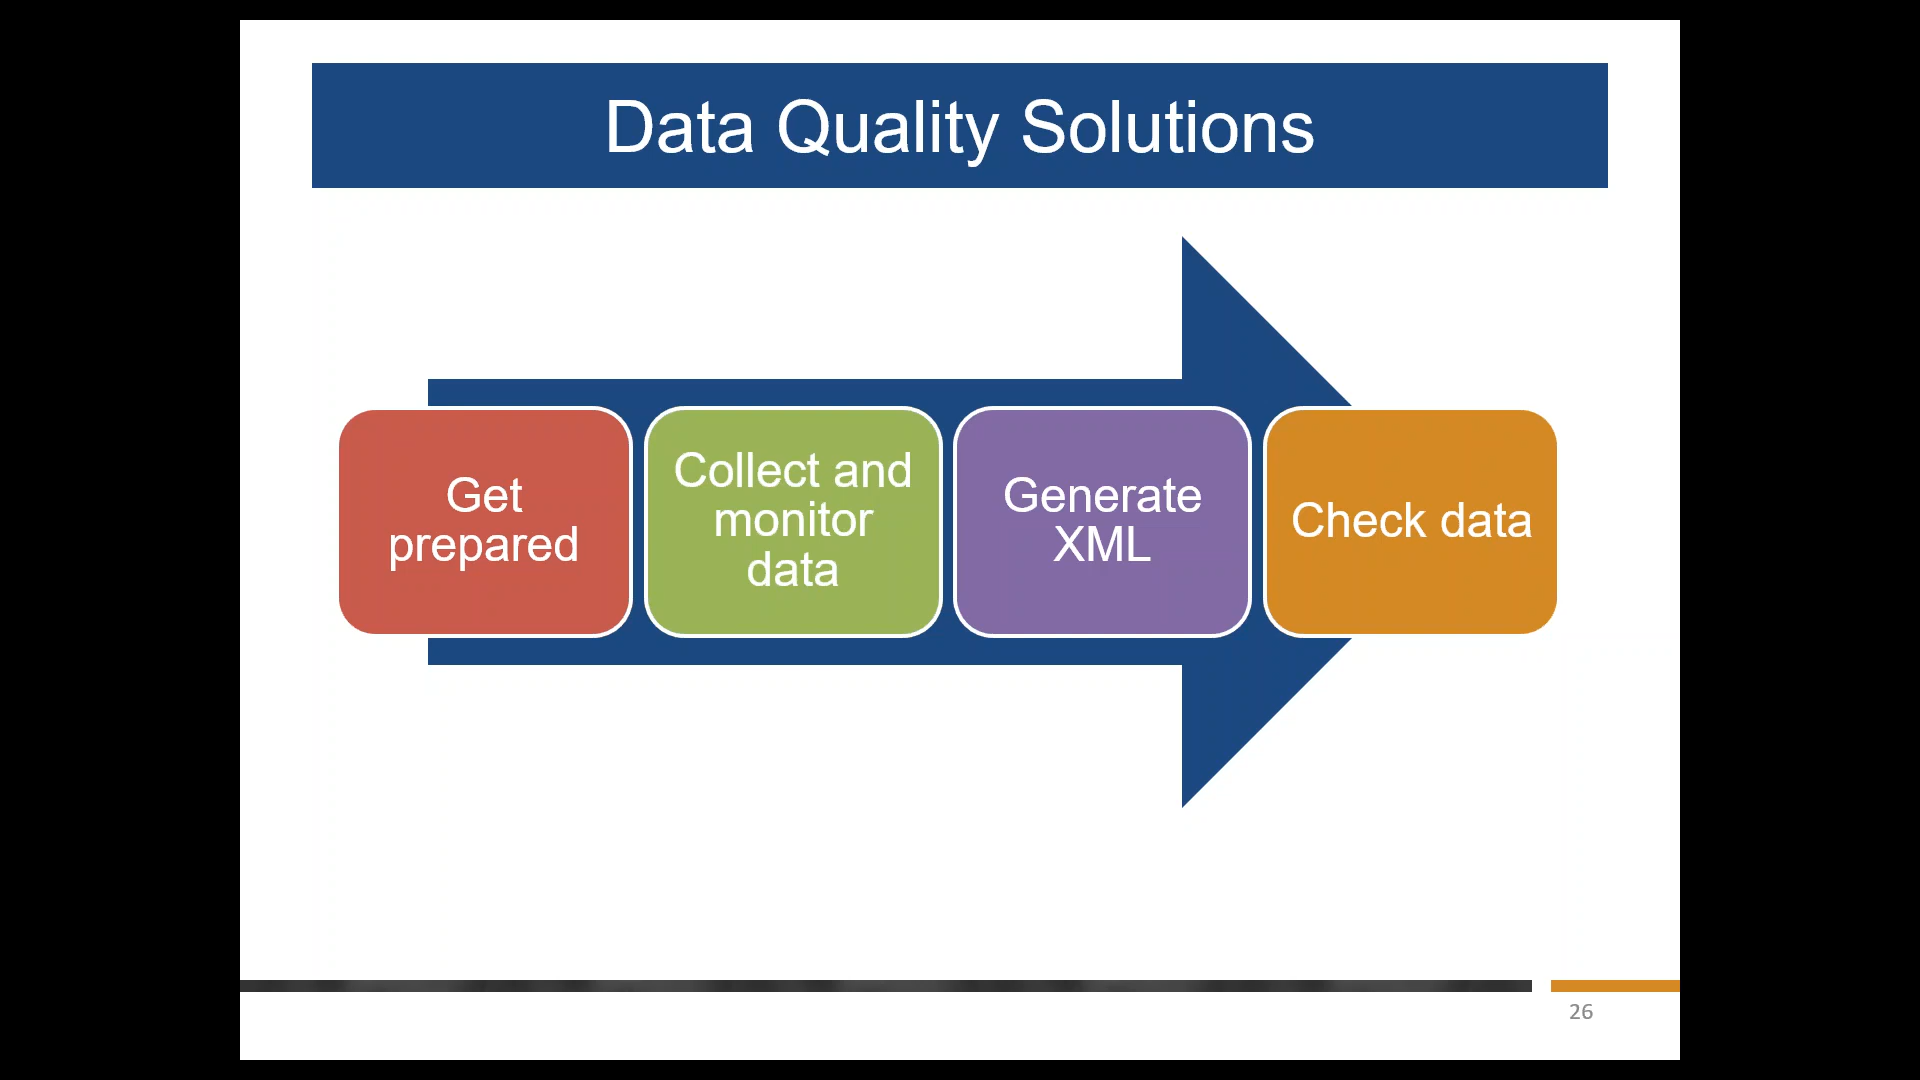 Data Quality Solutions
Get
prepared
Collect and
monitor
data
Generate
XML
Check data
26